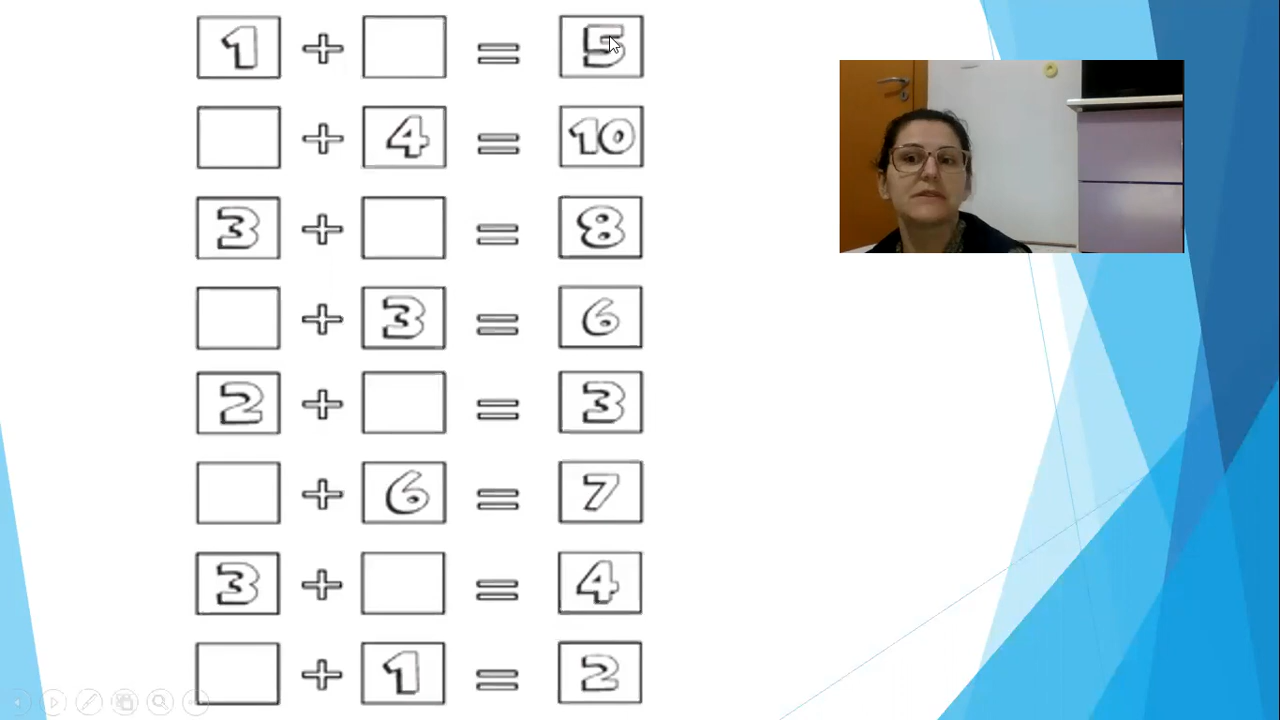 1 + = 5
+ 4 = 10
3 + = 8
+ 3 = 6
2 + = 3
+ 6 = 7
3 + = 4
+ 1 = 2